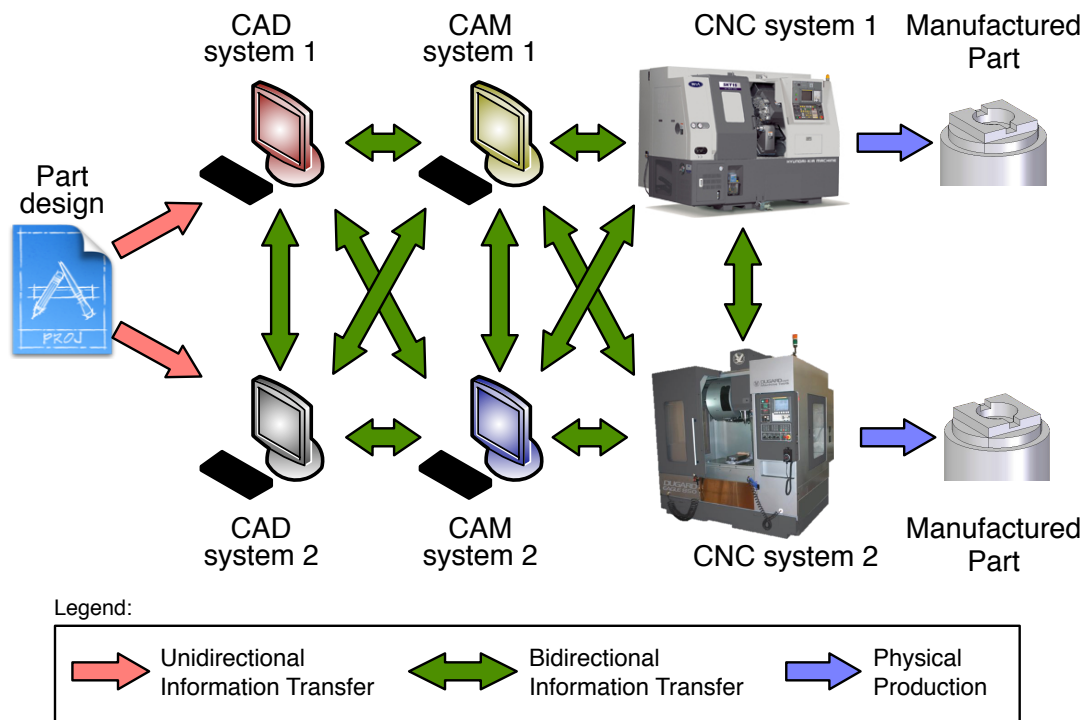 CAD
system 1
CAM
system 1
CNC system 1
Manufactured
Part
Part
design
PROJ
CAD
system 2
CAM
system 2
CNC system 2
Manufactured
Part
Legend:
Unidirectional
Information Transfer
Bidirectional
Information Transfer
Physical
Production